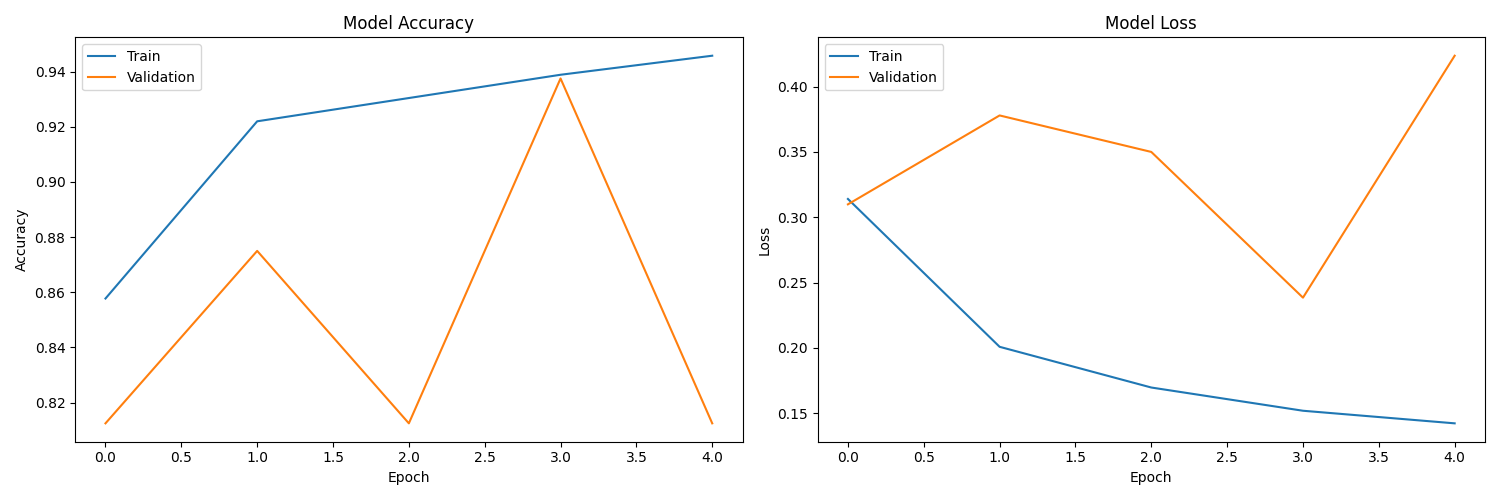 Model Accuracy
Train
Validation
0.94
0.92
0.90
0.88
0.86
0.84
0.82
Accuracy
0.0 0.5 1.0 1.5 2.0 2.5 3.0 3.5 4.0
Epoch
Model Loss
Train
Validation
0.40
0.35
0.30
0.25
0.20
0.15
Loss
0.0 0.5 1.0 1.5 2.0 2.5 3.0 3.5 4.0
Epoch